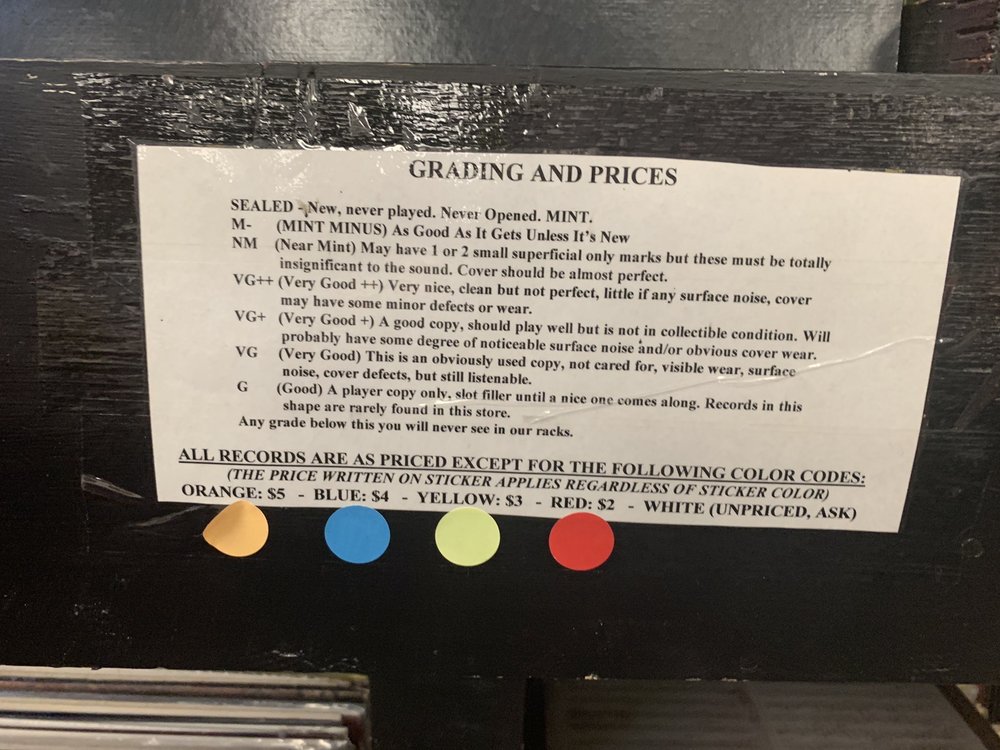 GRADING AND PRICES
SEALED - New, never played. Never Opened. MINT.
M- (MINT MINUS) As Good As It Gets Unless It's New
NM (Near Mint) May have 1 or 2 small superficial only marks but these must be totally
insignificant to the sound. Cover should be almost perfect.
VG++ (Very Good ++) Very nice, clean but not perfect, little if any surface noise, cover
may have some minor defects or wear.
VG+ (Very Good +) A good copy, should play well but is not in collectible condition. Will
probably have some degree of noticeable surface noise and/or obvious cover wear.
VG (Very Good) This is an obviously used copy, not cared for, visible wear, surface
noise, cover defects, but still listenable.
G (Good) A player copy only, slot filler until a nice one comes along. Records in this
shape are rarely found in this store.
Any grade below this you will never see in our racks.
ALL RECORDS ARE AS PRICED EXCEPT FOR THE FOLLOWING COLOR CODES:
(THE PRICE WRITTEN ON STICKER APPLIES REGARDLESS OF STICKER COLOR)
ORANGE: $5 - BLUE: $4 - YELLOW: $3 - RED: $2 - WHITE (UNPRICED, ASK)